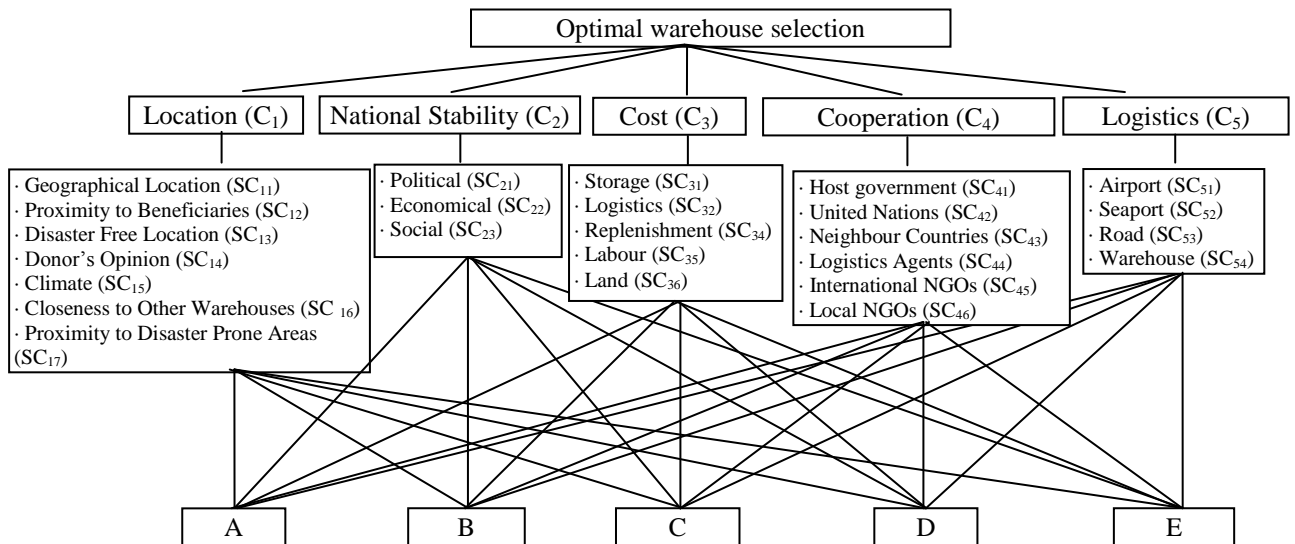 Optimal warehouse selection
Location (C₁)
National Stability (C₂)
Cost (C₃)
Cooperation (C₄)
Logistics (C₅)
· Geographical Location (SC₁₁)
· Proximity to Beneficiaries (SC₁₂)
· Disaster Free Location (SC₁₃)
· Donor's Opinion (SC₁₄)
· Climate (SC₁₅)
· Closeness to Other Warehouses (SC ₁₆)
· Proximity to Disaster Prone Areas
(SC₁₇)
· Political (SC₂₁)
· Economical (SC₂₂)
· Social (SC₂₃)
· Storage (SC₃₁)
· Logistics (SC₃₂)
· Replenishment (SC₃₄)
· Labour (SC₃₅)
· Land (SC₃₆)
· Host government (SC₄₁)
· United Nations (SC₄₂)
· Neighbour Countries (SC₄₃)
· Logistics Agents (SC₄₄)
· International NGOs (SC₄₅)
· Local NGOs (SC₄₆)
· Airport (SC₅₁)
· Seaport (SC₅₂)
· Road (SC₅₃)
· Warehouse (SC₅₄)
A
B
C
D
E